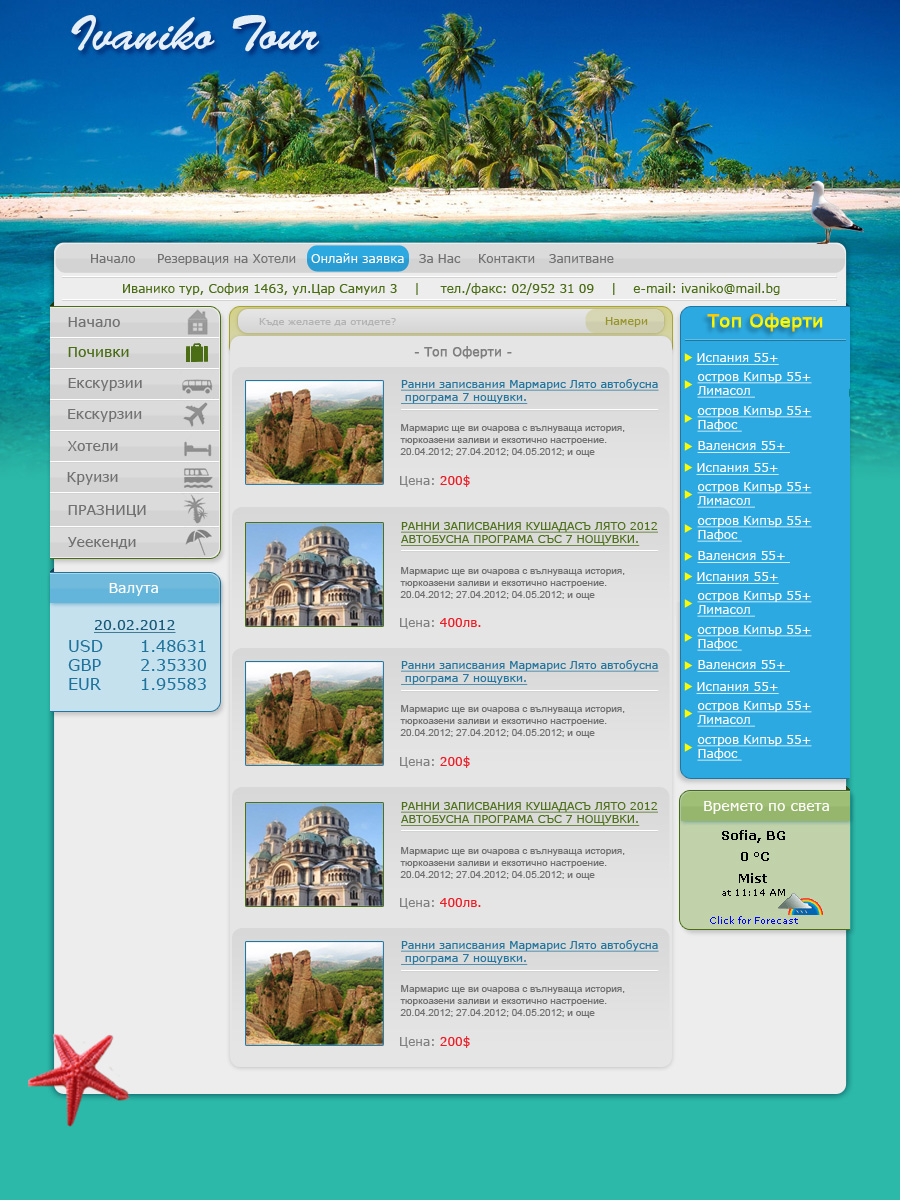 Ivaniko Tour
Начало Резервация на Хотели Онлайн заявка За Нас Контакти Запитване
Иванико тур, София 1463, ул.Цар Самуил 3 | тел./факс: 02/952 31 09 | e-mail: ivaniko@mail.bg
Начало
Почивки
Екскурзии
Екскурзии
Хотели
Круизи
ПРАЗНИЦИ
Уеекенди
Валута
20.02.2012
USD 1.48631
GBP 2.35330
EUR 1.95583
Къде желаете да отидете?
Намери
- Топ Оферти -
Ранни записвания Мармарис Лято автобусна
програма 7 нощувки.
Мармарис ще ви очарова с вълнуваща история,
тюркоазени заливи и екзотично настроение.
20.04.2012; 27.04.2012; 04.05.2012; и още
Цена: 200$
РАННИ ЗАПИСВАНИЯ КУШАДАСЪ ЛЯТО 2012
АВТОБУСНА ПРОГРАМА СЪС 7 НОЩУВКИ.
Мармарис ще ви очарова с вълнуваща история,
тюркоазени заливи и екзотично настроение.
20.04.2012; 27.04.2012; 04.05.2012; и още
Цена: 400лв.
Ранни записвания Мармарис Лято автобусна
програма 7 нощувки.
Мармарис ще ви очарова с вълнуваща история,
тюркоазени заливи и екзотично настроение.
20.04.2012; 27.04.2012; 04.05.2012; и още
Цена: 200$
РАННИ ЗАПИСВАНИЯ КУШАДАСЪ ЛЯТО 2012
АВТОБУСНА ПРОГРАМА СЪС 7 НОЩУВКИ.
Мармарис ще ви очарова с вълнуваща история,
тюркоазени заливи и екзотично настроение.
20.04.2012; 27.04.2012; 04.05.2012; и още
Цена: 400лв.
Ранни записвания Мармарис Лято автобусна
програма 7 нощувки.
Мармарис ще ви очарова с вълнуваща история,
тюркоазени заливи и екзотично настроение.
20.04.2012; 27.04.2012; 04.05.2012; и още
Цена: 200$
Топ Оферти
Испания 55+
остров Кипър 55+
Лимасол
остров Кипър 55+
Пафос
Валенсия 55+
Испания 55+
остров Кипър 55+
Лимасол
остров Кипър 55+
Пафос
Валенсия 55+
Испания 55+
остров Кипър 55+
Лимасол
остров Кипър 55+
Пафос
Валенсия 55+
Испания 55+
остров Кипър 55+
Лимасол
остров Кипър 55+
Пафос
Времето по света
Sofia, BG
0 °C
Mist
at 11:14 AM
Click for Forecast